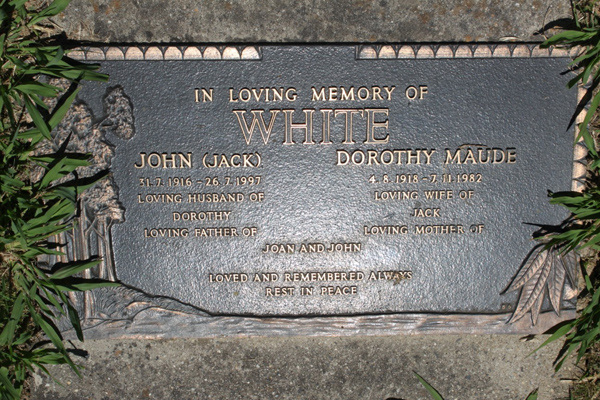 IN LOVING MEMORY OF
WHITE
JOHN (JACK)
31.7.1916 - 26.7.1997
LOVING HUSBAND OF
DOROTHY
LOVING FATHER OF
DOROTHY MAUDE
4.8.1918 - 7.11.1982
LOVING WIFE OF
JACK
LOVING MOTHER OF
JOAN AND JOHN
LOVED AND REMEMBERED ALWAYS
REST IN PEACE